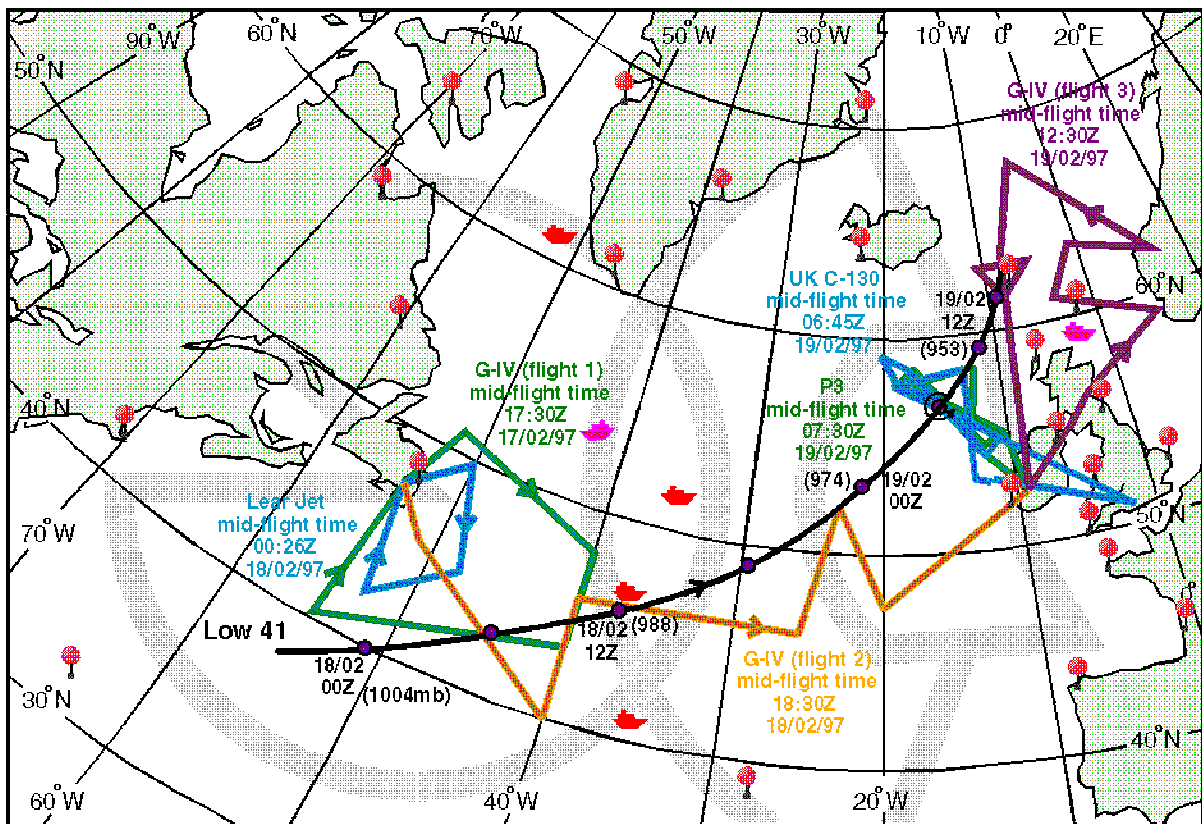 90°W
60°N
70°W
50°W
30°W
10°W
0°
20°E
50°N
G-IV (flight 3)
mid-flight time
12:30Z
19/02/97
UK C-130
mid-flight time
06:45Z
19/02/97
19/02
12Z
60°N
(953)
G-IV (flight 1)
mid-flight time
17:30Z
17/02/97
P3
mid-flight time
07:30Z
19/02/97
40°N
(974)
19/02
00Z
Lear Jet
mid-flight time
00:26Z
18/02/97
50°N
70°W
Low 41
18/02
12Z
(988)
18/02
00Z
(1004mb)
G-IV (flight 2)
mid-flight time
18:30Z
18/02/97
30°N
40°N
60°W
40°W
20°W